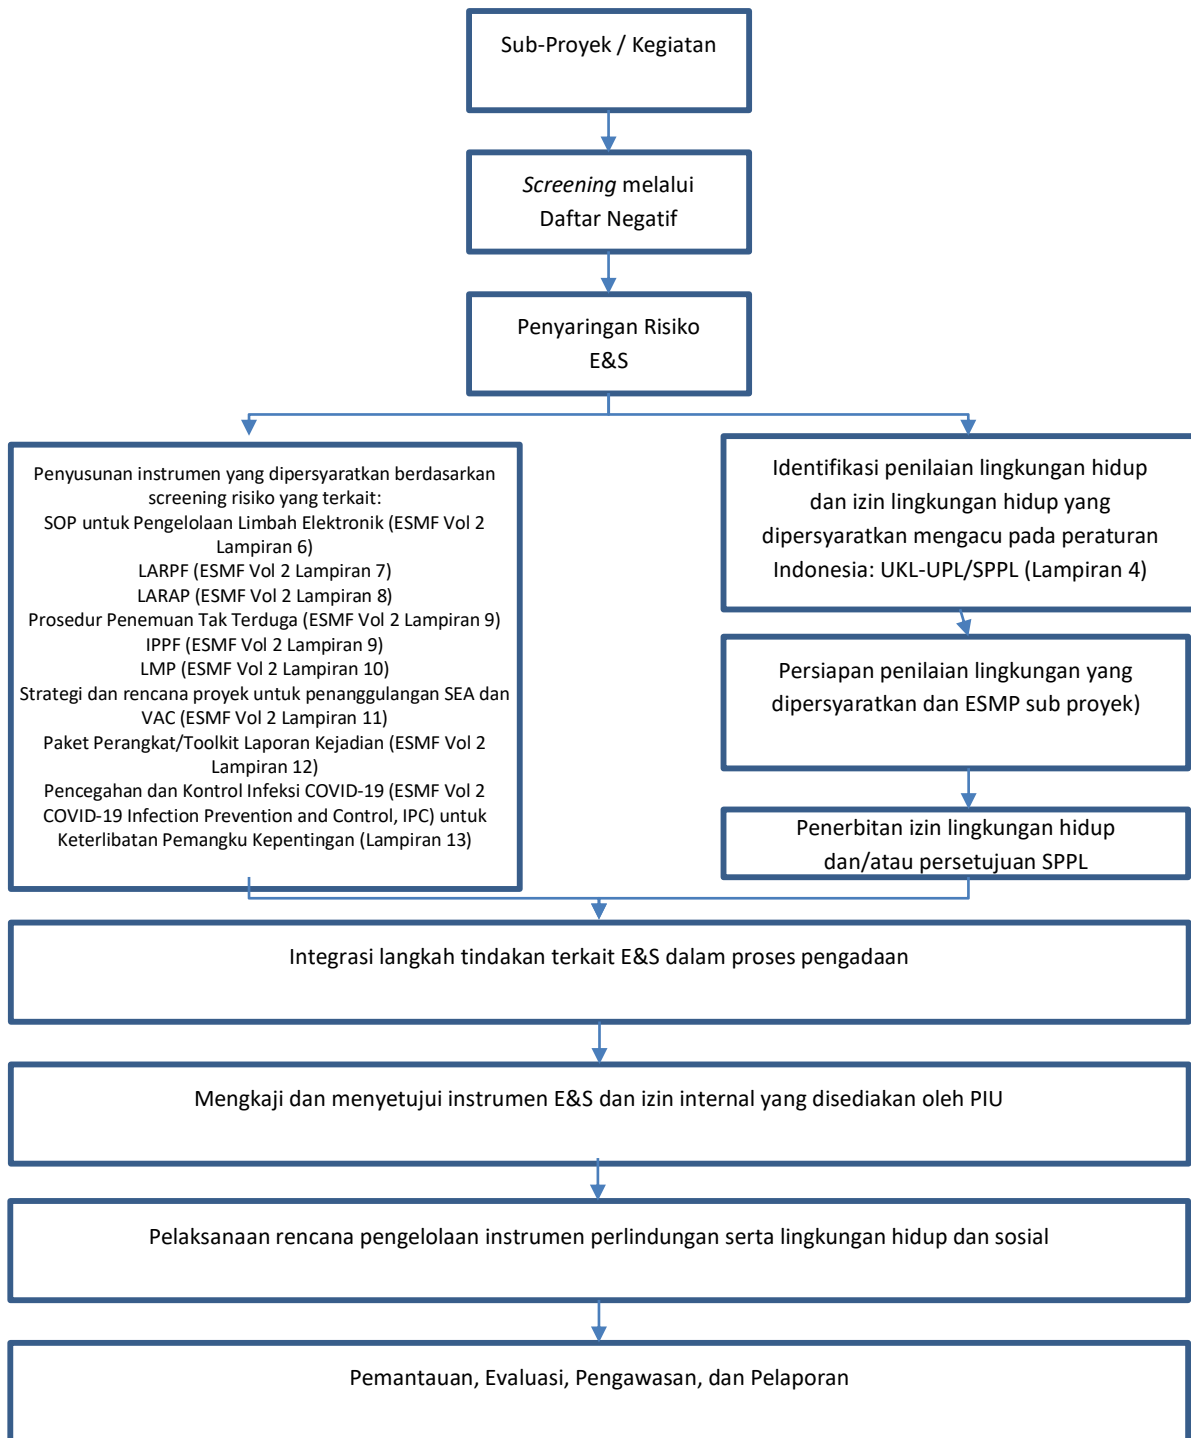 Sub-Proyek / Kegiatan
Screening melalui
Daftar Negatif
Penyaringan Risiko
E&S
Penyusunan instrumen yang dipersyaratkan berdasarkan
screening risiko yang terkait:
SOP untuk Pengelolaan Limbah Elektronik (ESMF Vol 2
Lampiran 6)
LARPF (ESMF Vol 2 Lampiran 7)
LARAP (ESMF Vol 2 Lampiran 8)
Prosedur Penemuan Tak Terduga (ESMF Vol 2 Lampiran 9)
IPPF (ESMF Vol 2 Lampiran 9)
LMP (ESMF Vol 2 Lampiran 10)
Strategi dan rencana proyek untuk penanggulangan SEA dan
VAC (ESMF Vol 2 Lampiran 11)
Paket Perangkat/Toolkit Laporan Kejadian (ESMF Vol 2
Lampiran 12)
Pencegahan dan Kontrol Infeksi COVID-19 (ESMF Vol 2
COVID-19 Infection Prevention and Control, IPC) untuk
Keterlibatan Pemangku Kepentingan (Lampiran 13)
Identifikasi penilaian lingkungan hidup
dan izin lingkungan hidup yang
dipersyaratkan mengacu pada peraturan
Indonesia: UKL-UPL/SPPL (Lampiran 4)
Persiapan penilaian lingkungan yang
dipersyaratkan dan ESMP sub proyek)
Penerbitan izin lingkungan hidup
dan/atau persetujuan SPPL
Integrasi langkah tindakan terkait E&S dalam proses pengadaan
Mengkaji dan menyetujui instrumen E&S dan izin internal yang disediakan oleh PIU
Pelaksanaan rencana pengelolaan instrumen perlindungan serta lingkungan hidup dan sosial
Pemantauan, Evaluasi, Pengawasan, dan Pelaporan